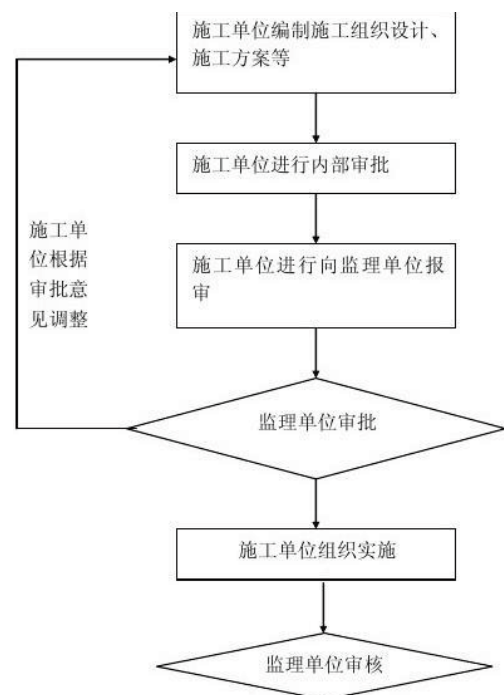 施工单位编制施工组织设计、
施工方案等
施工单位进行内部审批
施工单
位根据
审批意
见调整
施工单位进行向监理单位报
审
监理单位审批
施工单位组织实施
监理单位审核